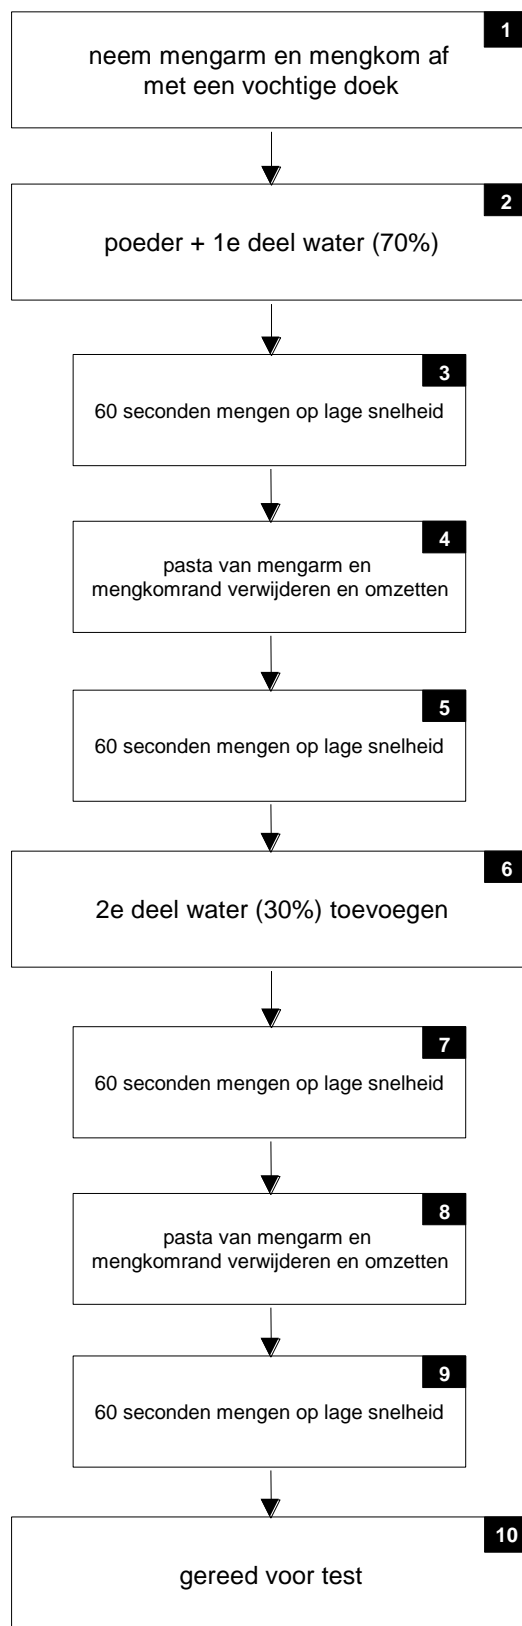 1
neem mengarm en mengkom af
met een vochtige doek
2
poeder + 1e deel water (70%)
3
60 seconden mengen op lage snelheid
4
pasta van mengarm en
mengkomrand verwijderen en omzetten
5
60 seconden mengen op lage snelheid
6
2e deel water (30%) toevoegen
7
60 seconden mengen op lage snelheid
8
pasta van mengarm en
mengkomrand verwijderen en omzetten
9
60 seconden mengen op lage snelheid
10
gereed voor test